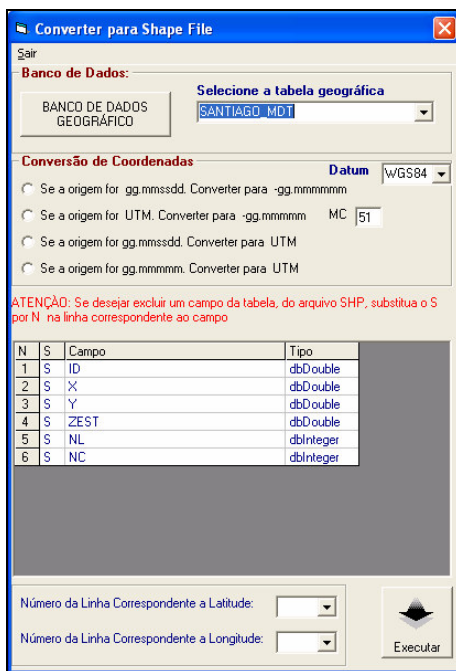 Converter para Shape File
Sair
Banco de Dados:
BANCO DE DADOS
GEOGRÁFICO
Selecione a tabela geográfica
SANTIAGO_MDT
Conversão de Coordenadas
Datum WGS84
Se a origem for gg.mmssdd. Converter para -gg.mmmmmm
Se a origem for UTM. Converter para -gg.mmmmm MC 51
Se a origem for gg.mmssdd. Converter para UTM
Se a origem for gg.mmmmm. Converter para UTM
ATENÇÃO: Se desejar excluir um campo da tabela, do arquivo SHP, substitua o S
por N na linha correspondente ao campo
N S Campo Tipo
1 S ID dbDouble
2 S X dbDouble
3 S Y dbDouble
4 S ZEST dbDouble
5 S NL dbInteger
6 S NC dbInteger
Número da Linha Correspondente a Latitude:
Número da Linha Correspondente a Longitude:
Executar